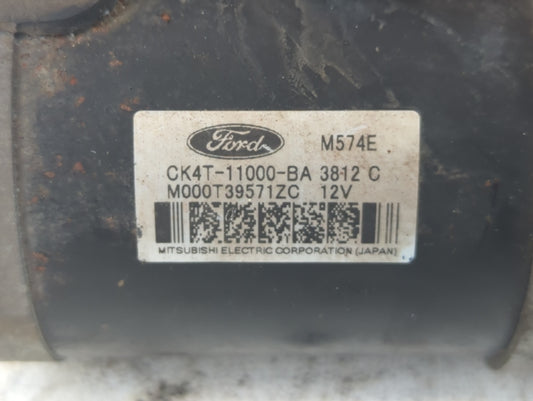 Ford M574E
CK4T-11000-BA 3812 C
M000T39571ZC 12V
MITSUBISHI ELECTRIC CORPORATION (JAPAN)